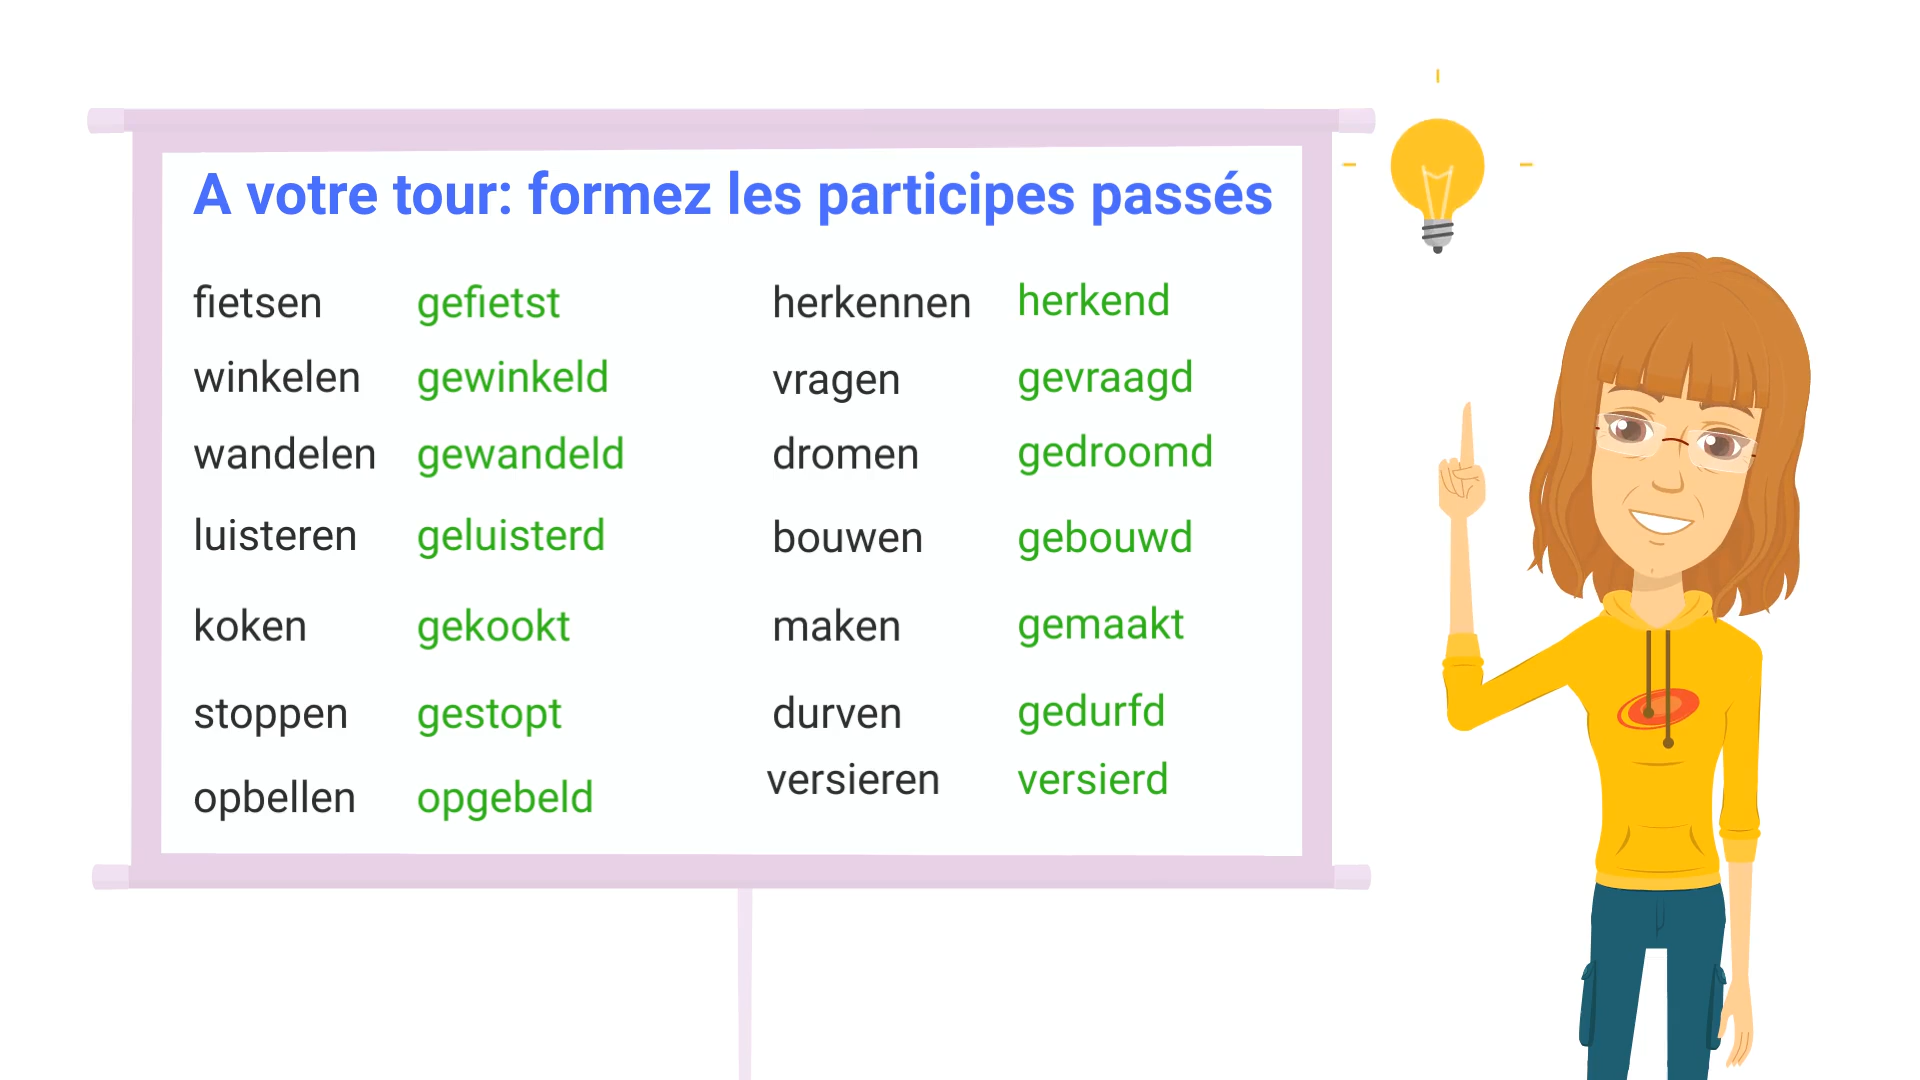 A votre tour: formez les participes passés
fietsen gefietst
winkelen gewinkeld
wandelen gewandeld
luisteren geluisterd
koken gekookt
stoppen gestopt
opbellen opgebeld
herkennen herkend
vragen gevraagd
dromen gedroomd
bouwen gebouwd
maken gemaakt
durven gedurfd
versieren versierd